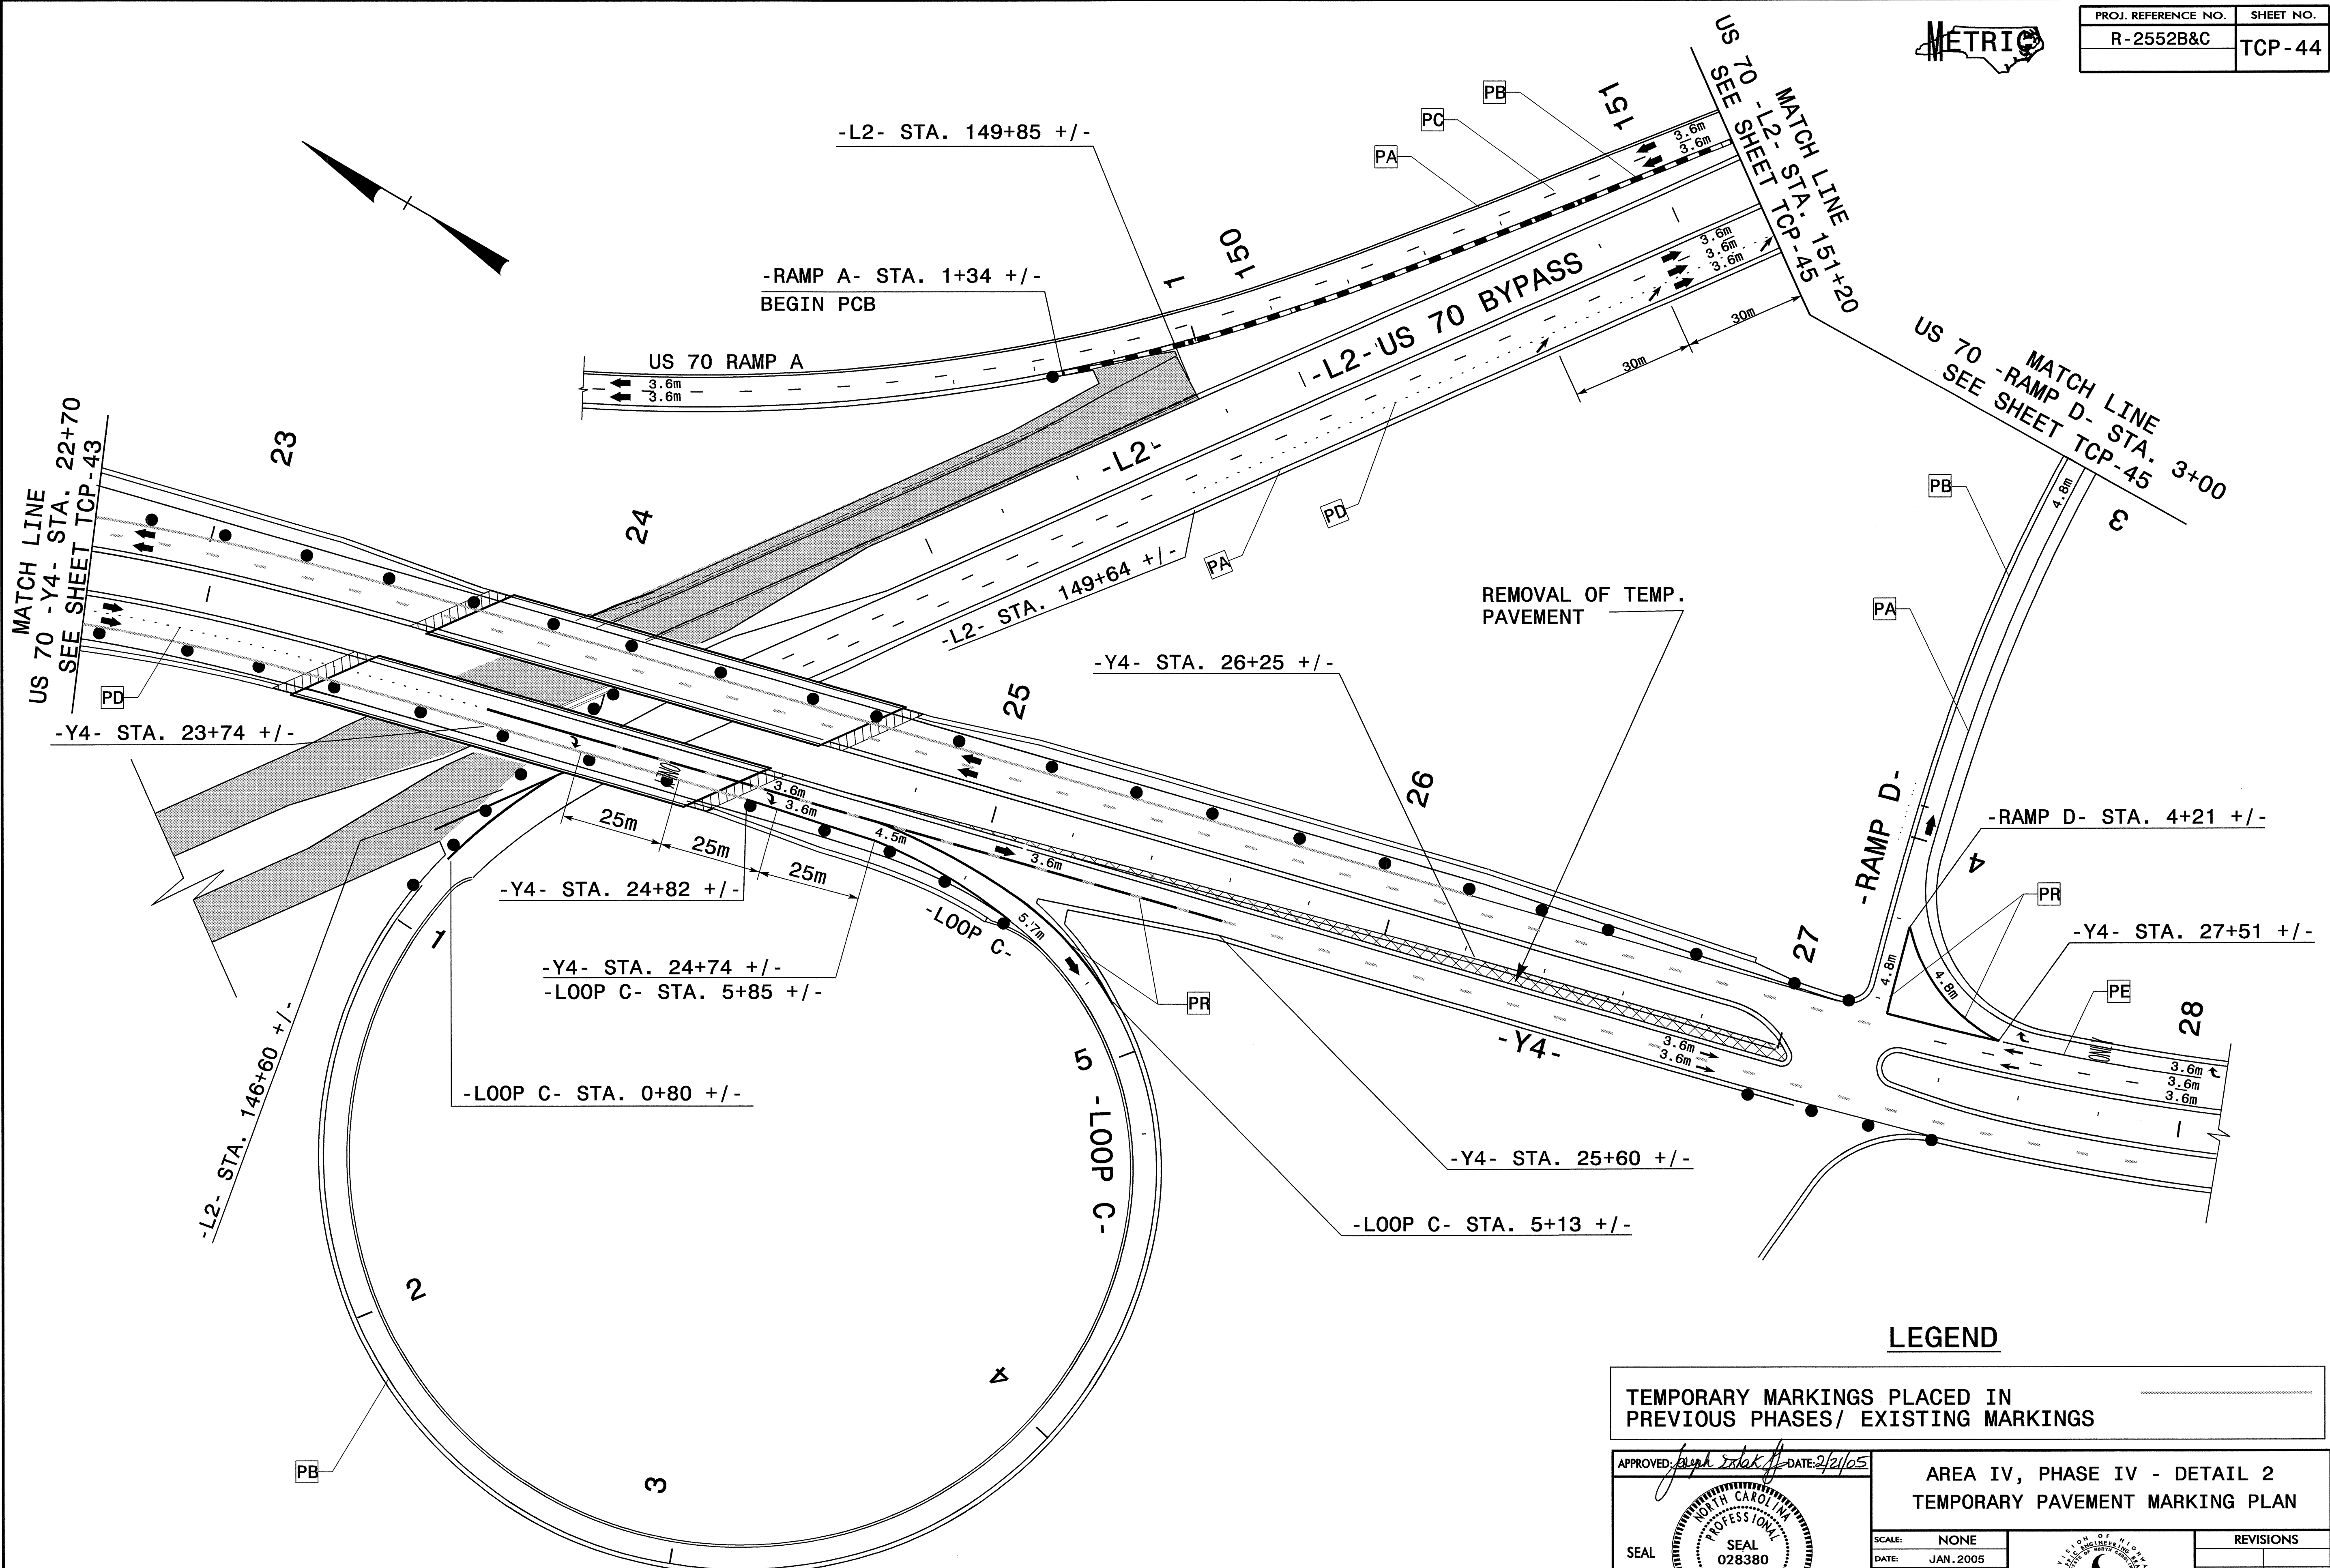 METRIC
PROJ. REFERENCE NO.
SHEET NO.
R-2552B&C
TCP-44
MATCH LINE
US 70 -L2- STA. 151+20
SEE SHEET TCP-45
PB
PC
PA
151
3.6m
3.6m
-L2- STA. 149+85 +/-
150
1
-RAMP A- STA. 1+34 +/-
BEGIN PCB
US 70 RAMP A
3.6m
3.6m
-L2- US 70 BYPASS
3.6m
3.6m
3.6m
30m
30m
MATCH LINE
US 70 -RAMP D- STA. 3+00
SEE SHEET TCP-45
MATCH LINE
US 70 -Y4- STA. 22+70
SEE SHEET TCP-43
23
24
-L2-
PD
PA
-L2- STA. 149+64 +/-
PB
4.8m
3
PA
REMOVAL OF TEMP.
PAVEMENT
-Y4- STA. 26+25 +/-
PD
-Y4- STA. 23+74 +/-
25
ONLY
3.6m
3.6m
4.5m
3.6m
25m
25m
25m
26
-RAMP D-
-RAMP D- STA. 4+21 +/-
4
PR
-Y4- STA. 27+51 +/-
-Y4- STA. 24+82 +/-
-LOOP C-
5.7m
27
4.8m
4.8m
PE
28
ONLY
3.6m
3.6m
3.6m
1
-Y4- STA. 24+74 +/-
-LOOP C- STA. 5+85 +/-
PR
-Y4-
3.6m
3.6m
-L2- STA. 146+60 +/-
-LOOP C- STA. 0+80 +/-
5
-LOOP C-
-Y4- STA. 25+60 +/-
-LOOP C- STA. 5+13 +/-
2
4
3
PB
LEGEND
TEMPORARY MARKINGS PLACED IN
PREVIOUS PHASES/ EXISTING MARKINGS
APPROVED:
DATE: 2/21/05
AREA IV, PHASE IV - DETAIL 2
TEMPORARY PAVEMENT MARKING PLAN
SEAL
NORTH CAROLINA
PROFESSIONAL
SEAL
028380
SCALE: NONE
DATE: JAN.2005
REVISIONS